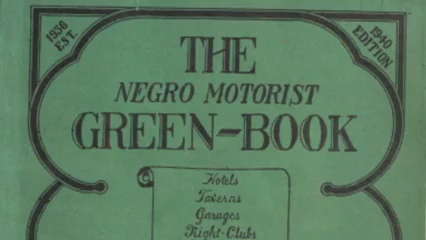 1936
EST.
1940
EDITION
THE
NEGRO MOTORIST
GREEN-BOOK
Hotels
Taverns
Garages
Night-Clubs